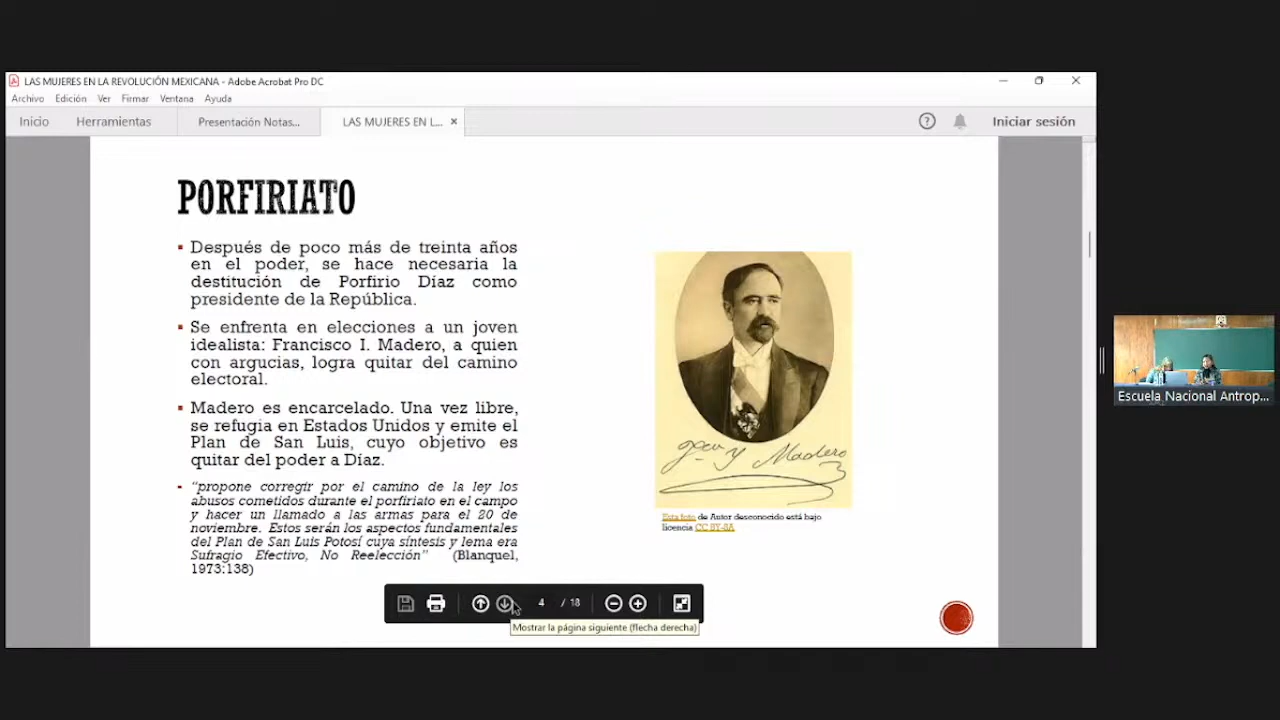 LAS MUJERES EN LA REVOLUCIÓN MEXICANA - Adobe Acrobat Pro DC
Archivo Edición Ver Firmar Ventana Ayuda
Inicio Herramientas Presentación Notas... LAS MUJERES EN L... × Iniciar sesión
PORFIRIATO
Después de poco más de treinta años
en el poder, se hace necesaria la
destitución de Porfirio Díaz como
presidente de la República.
Se enfrenta en elecciones a un joven
idealista: Francisco I. Madero, a quien
con argucias, logra quitar del camino
electoral.
Madero es encarcelado. Una vez libre,
se refugia en Estados Unidos y emite el
Plan de San Luis, cuyo objetivo es
quitar del poder a Díaz.
"propone corregir por el camino de la ley los
abusos cometidos durante el porfiriato en el campo
y hacer un llamado a las armas para el 20 de
noviembre. Estos serán los aspectos fundamentales
del Plan de San Luis Potosí cuya síntesis y lema era
Sufragio Efectivo, No Reelección" (Blanquel,
1973:138)
Madero
Esta foto de Autor desconocido está bajo
licencia CC BY-SA
4 / 18
Mostrar la página siguiente (flecha derecha)
Escuela Nacional Antrop...